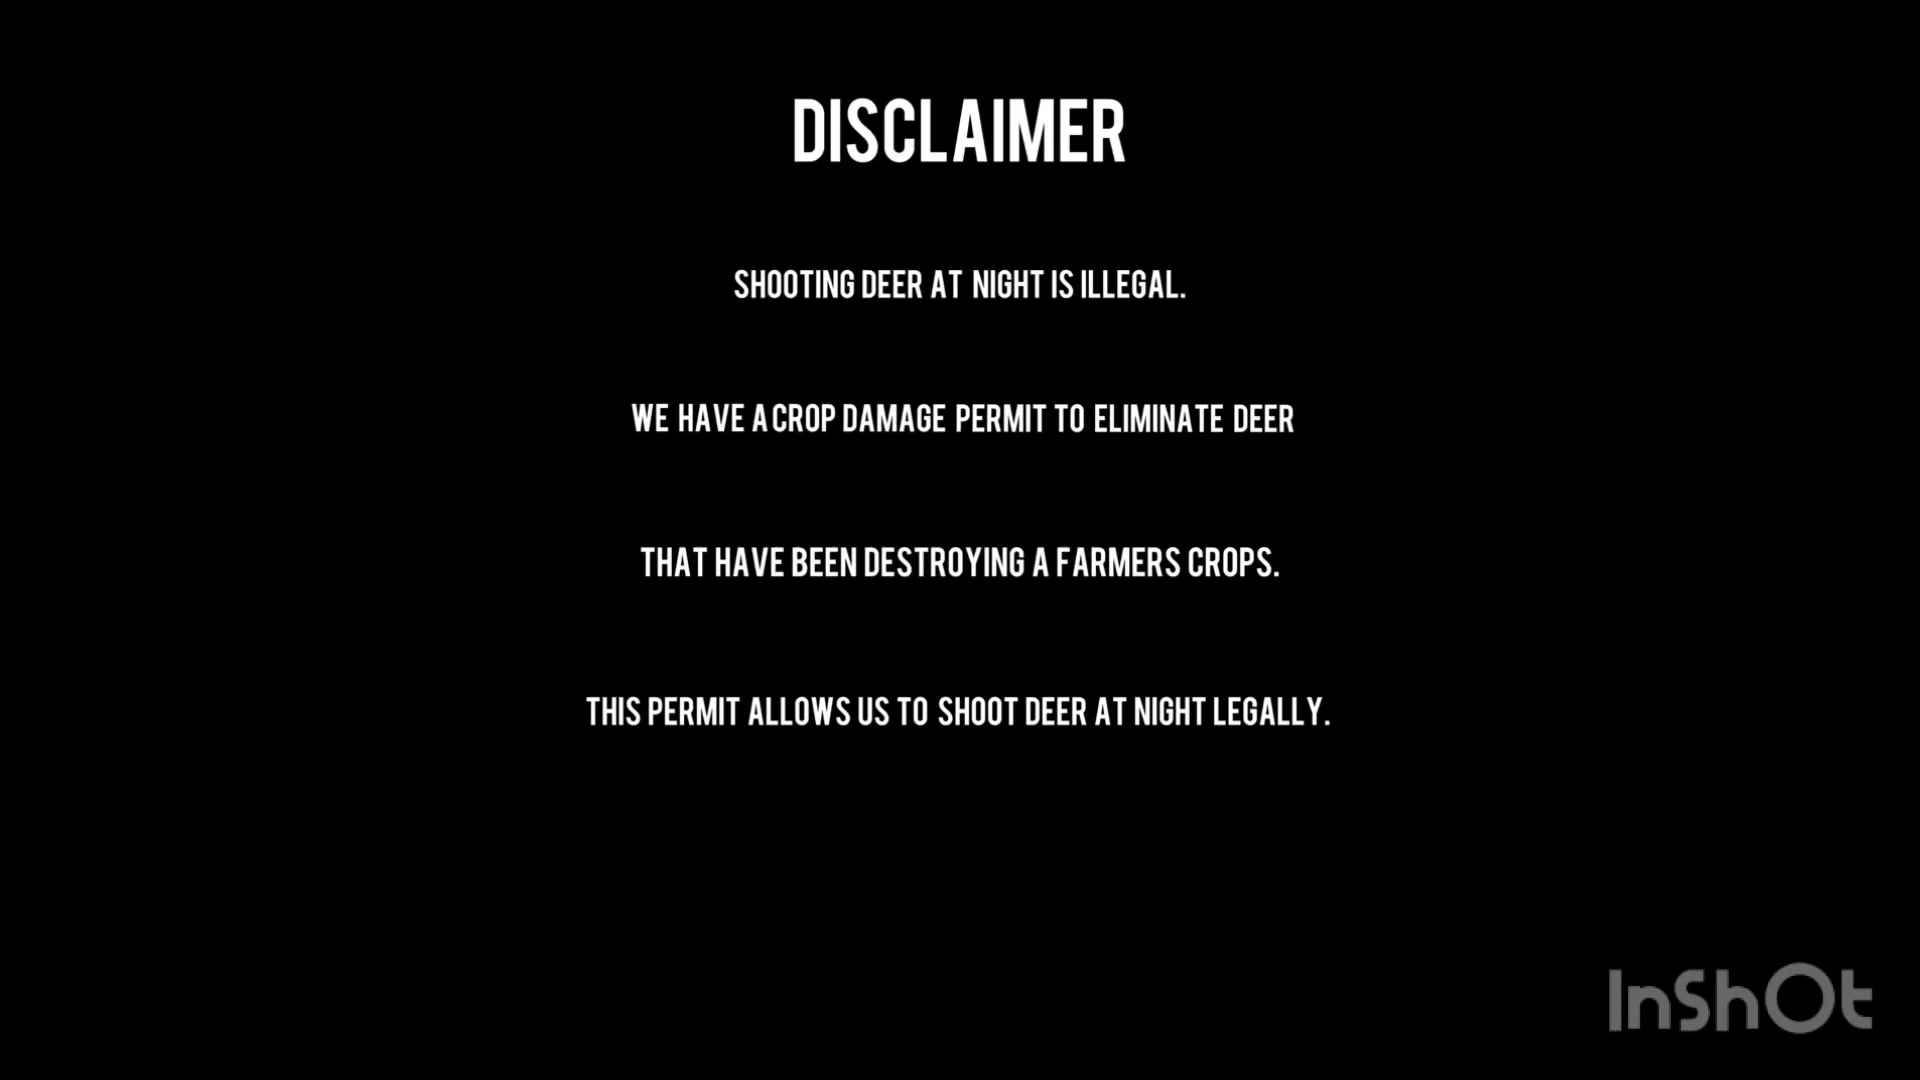 DISCLAIMER
SHOOTING DEER AT NIGHT IS ILLEGAL.
WE HAVE A CROP DAMAGE PERMIT TO ELIMINATE DEER
THAT HAVE BEEN DESTROYING A FARMERS CROPS.
THIS PERMIT ALLOWS US TO SHOOT DEER AT NIGHT LEGALLY.
InShOt